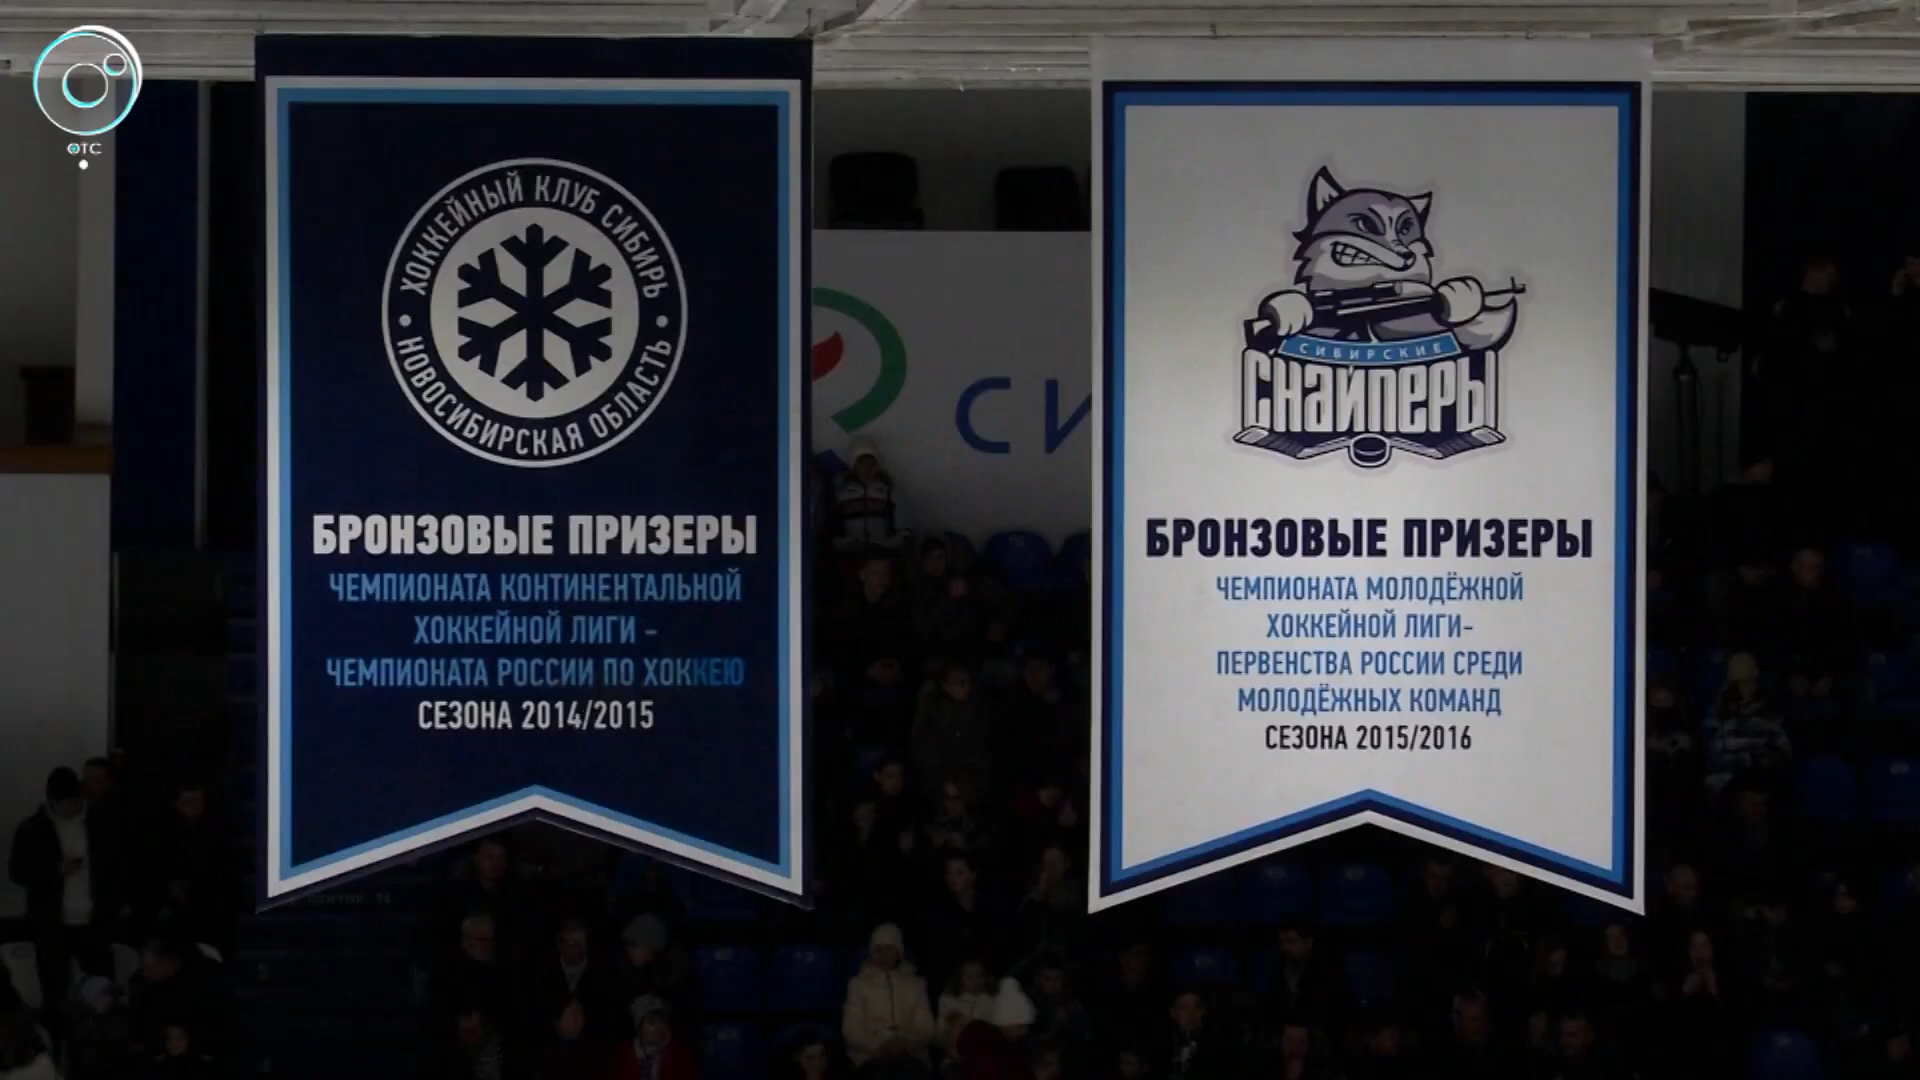 ОТС
ХОККЕЙНЫЙ КЛУБ СИБИРЬ
НОВОСИБИРСКАЯ ОБЛАСТЬ
БРОНЗОВЫЕ ПРИЗЕРЫ
ЧЕМПИОНАТА КОНТИНЕНТАЛЬНОЙ
ХОККЕЙНОЙ ЛИГИ -
ЧЕМПИОНАТА РОССИИ ПО ХОККЕЮ
СЕЗОНА 2014/2015
СИ
СИБИРСКИЕ
СНАЙПЕРЫ
БРОНЗОВЫЕ ПРИЗЕРЫ
ЧЕМПИОНАТА МОЛОДЁЖНОЙ
ХОККЕЙНОЙ ЛИГИ-
ПЕРВЕНСТВА РОССИИ СРЕДИ
МОЛОДЁЖНЫХ КОМАНД
СЕЗОНА 2015/2016